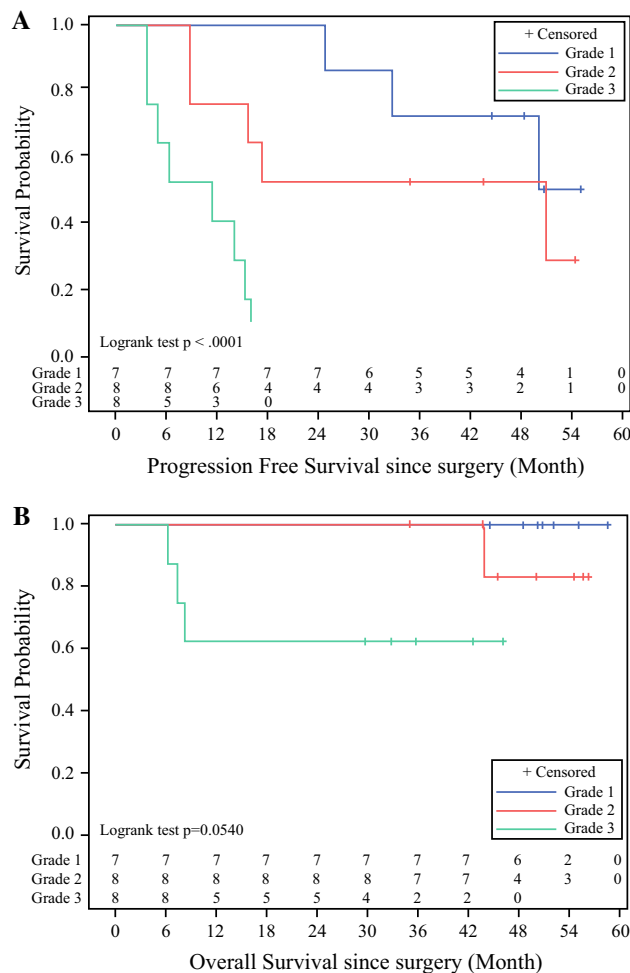 A
+ Censored
Grade 1
Grade 2
Grade 3
1.0
0.8
0.6
0.4
0.2
0.0
Survival Probability
Logrank test p < .0001
Grade 1 7 7 7 7 7 6 5 5 4 1 0
Grade 2 8 8 6 4 4 4 3 3 2 1 0
Grade 3 8 5 3 0
0 6 12 18 24 30 36 42 48 54 60
Progression Free Survival since surgery (Month)
B
1.0
0.8
0.6
0.4
0.2
0.0
Survival Probability
+ Censored
Grade 1
Grade 2
Grade 3
Logrank test p=0.0540
Grade 1 7 7 7 7 7 7 7 7 6 2 0
Grade 2 8 8 8 8 8 8 7 7 4 3 0
Grade 3 8 8 5 5 5 4 2 2 0
0 6 12 18 24 30 36 42 48 54 60
Overall Survival since surgery (Month)